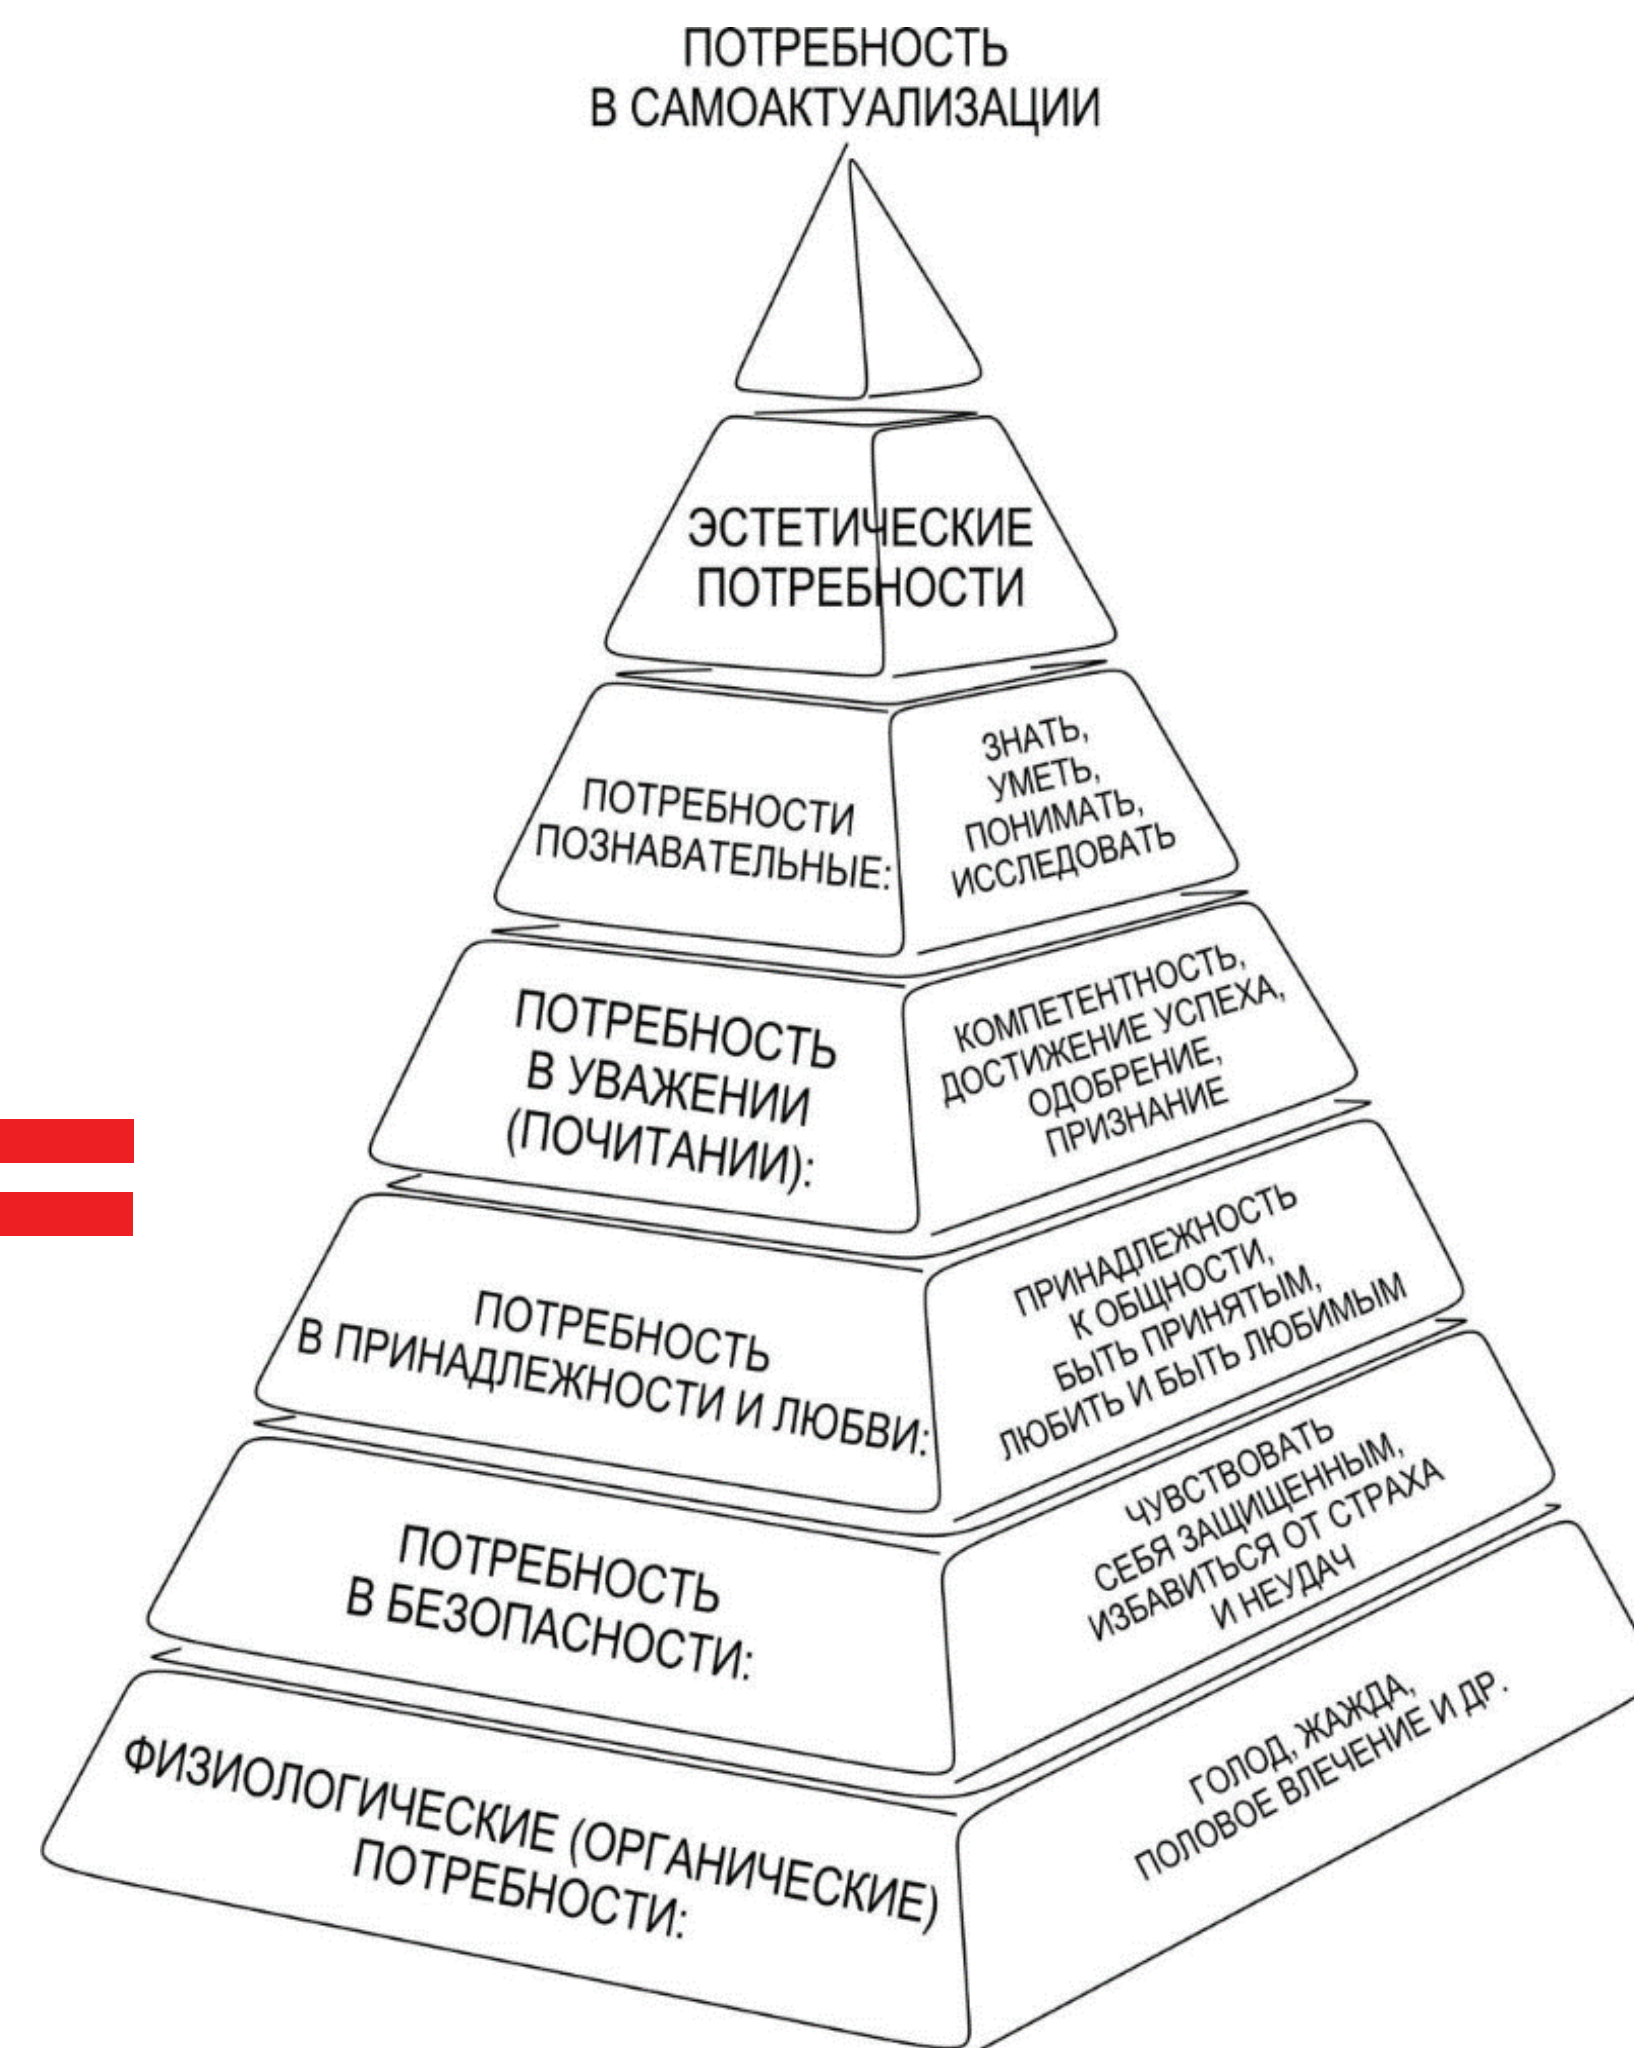 ПОТРЕБНОСТЬ
В САМОАКТУАЛИЗАЦИИ
ЭСТЕТИЧЕСКИЕ
ПОТРЕБНОСТИ
ПОТРЕБНОСТИ
ПОЗНАВАТЕЛЬНЫЕ:
ЗНАТЬ,
УМЕТЬ,
ПОНИМАТЬ,
ИССЛЕДОВАТЬ
ПОТРЕБНОСТЬ
В УВАЖЕНИИ
(ПОЧИТАНИИ):
КОМПЕТЕНТНОСТЬ,
ДОСТИЖЕНИЕ УСПЕХА,
ОДОБРЕНИЕ,
ПРИЗНАНИЕ
ПОТРЕБНОСТЬ
В ПРИНАДЛЕЖНОСТИ И ЛЮБВИ:
ПРИНАДЛЕЖНОСТЬ
К ОБЩНОСТИ,
БЫТЬ ПРИНЯТЫМ,
ЛЮБИТЬ И БЫТЬ ЛЮБИМЫМ
ПОТРЕБНОСТЬ
В БЕЗОПАСНОСТИ:
ЧУВСТВОВАТЬ
СЕБЯ ЗАЩИЩЕННЫМ,
ИЗБАВИТЬСЯ ОТ СТРАХА
И НЕУДАЧ
ФИЗИОЛОГИЧЕСКИЕ (ОРГАНИЧЕСКИЕ)
ПОТРЕБНОСТИ:
ГОЛОД, ЖАЖДА,
ПОЛОВОЕ ВЛЕЧЕНИЕ И ДР.